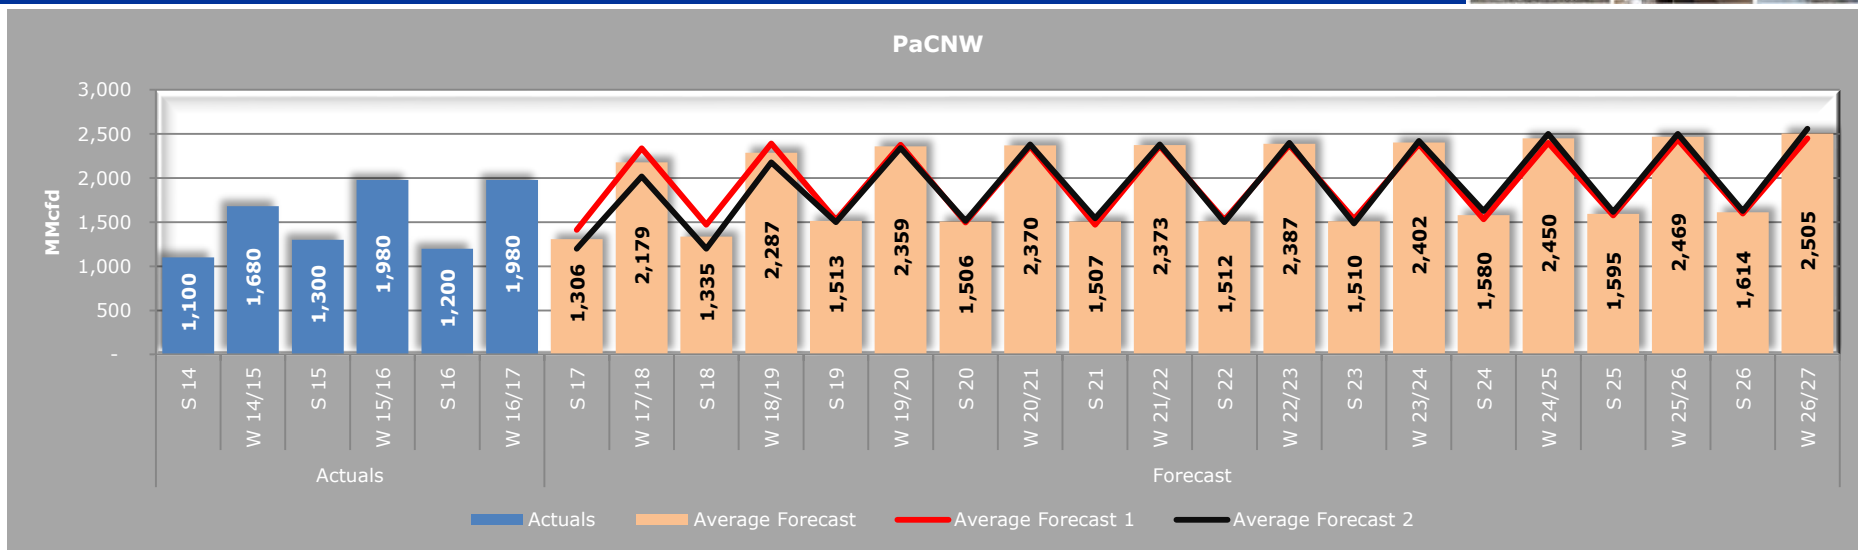 PaCNW
3,000
2,500
2,000
1,500
1,000
500
-
MMcfd
1,100
1,680
1,300
1,980
1,200
1,980
1,306
2,179
1,335
2,287
1,513
2,359
1,506
2,370
1,507
2,373
1,512
2,387
1,510
2,402
1,580
2,450
1,595
2,469
1,614
2,505
S 14
W 14/15
S 15
W 15/16
S 16
W 16/17
S 17
W 17/18
S 18
W 18/19
S 19
W 19/20
S 20
W 20/21
S 21
W 21/22
S 22
W 22/23
S 23
W 23/24
S 24
W 24/25
S 25
W 25/26
S 26
W 26/27
Actuals
Forecast
Actuals
Average Forecast
Average Forecast 1
Average Forecast 2